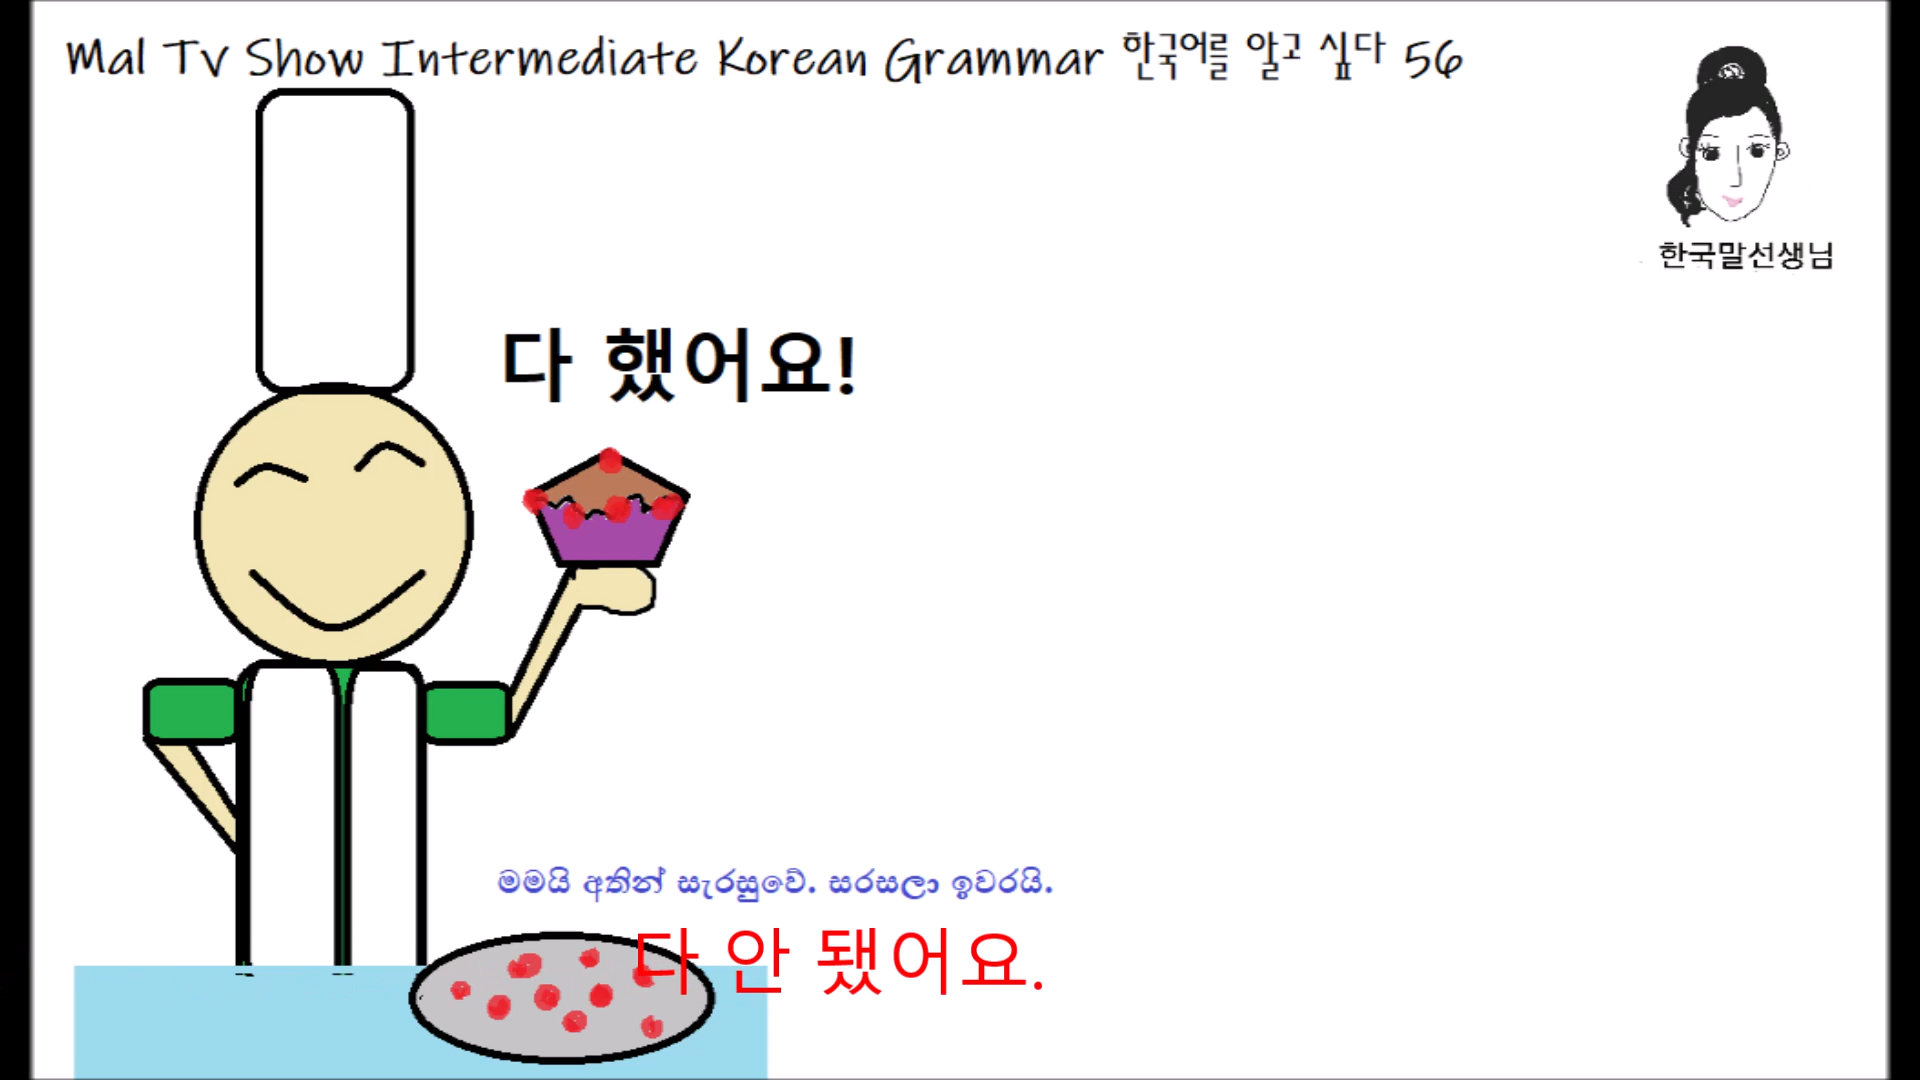 Mal TV Show Intermediate Korean Grammar 한국어를 알고 싶다 56
한국말선생님
다 했어요!
මමයි අතින් සැරසුවේ. සරසලා ඉවරයි.
다 안 됐어요.